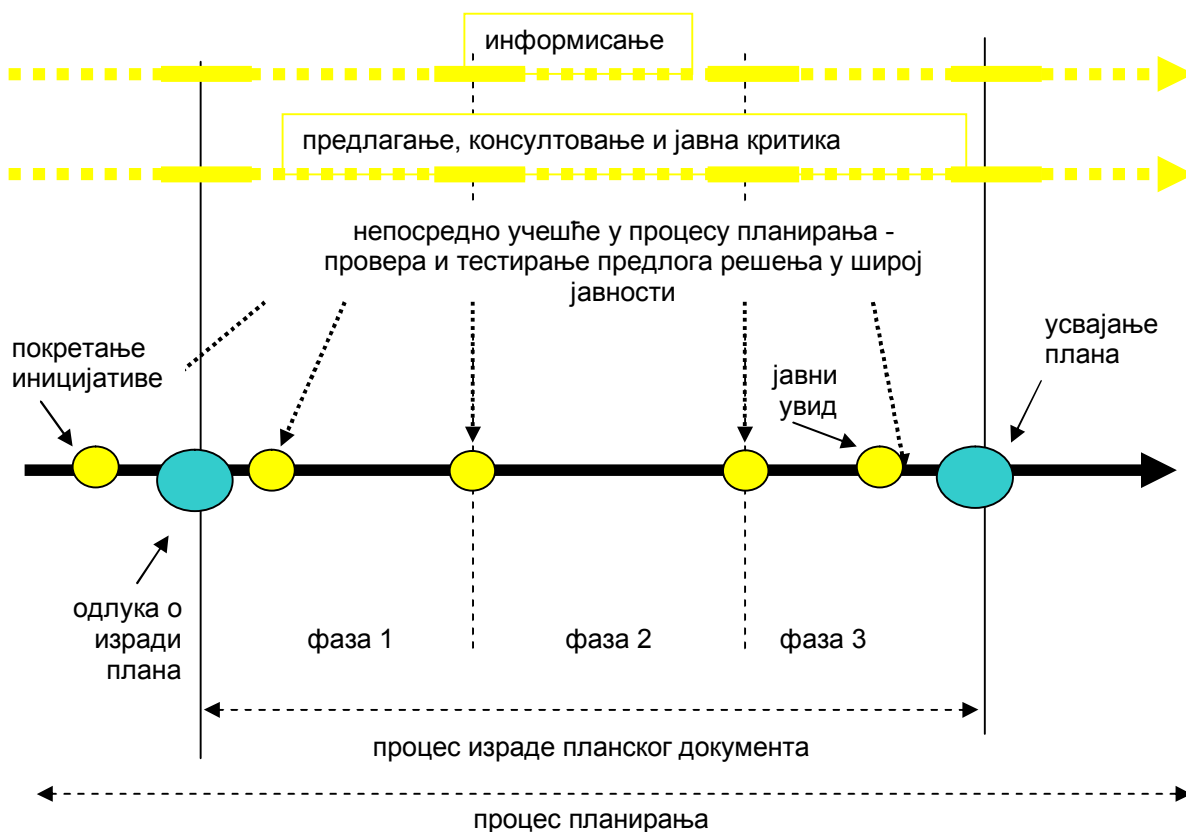 информисање
предлагање, консултовање и јавна критика
непосредно учешће у процесу планирања -
провера и тестирање предлога решења у широј
јавности
покретање
иницијативе
јавни
увид
усвајање
плана
одлука о
изради
плана
фаза 1
фаза 2
фаза 3
процес израде планског документа
процес планирања